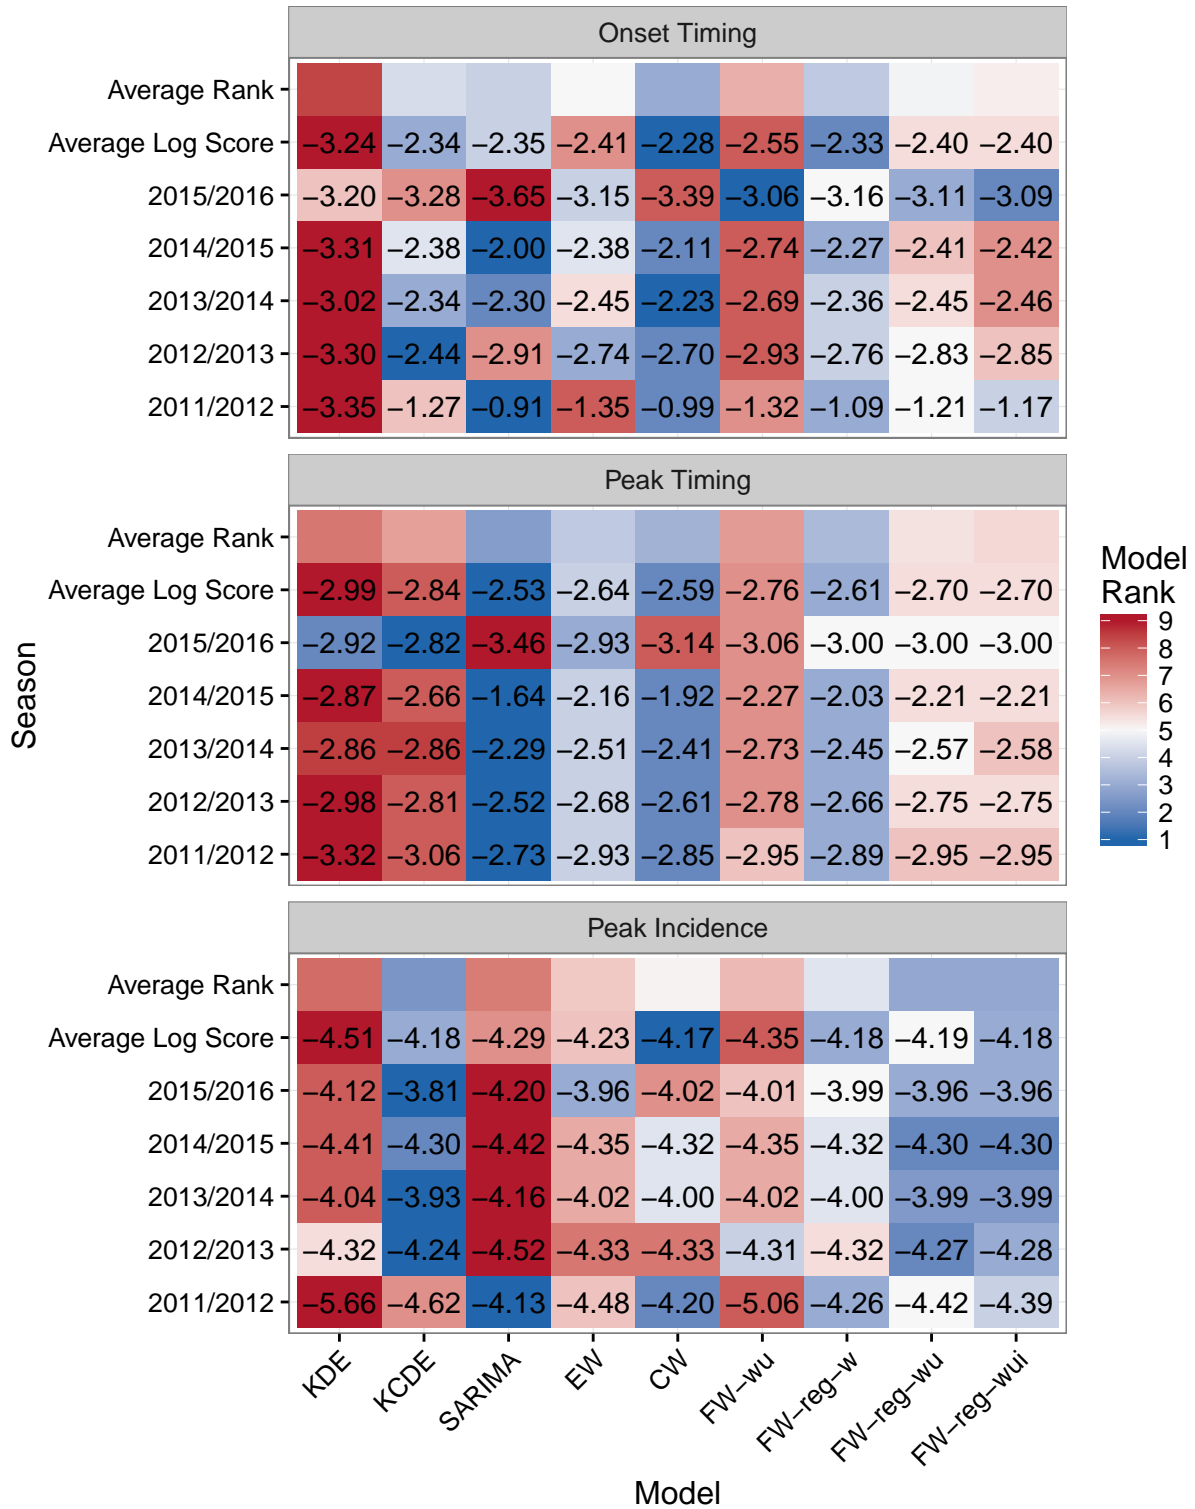 Onset Timing
Average Rank
Average Log Score −3.24 −2.34 −2.35 −2.41 −2.28 −2.55 −2.33 −2.40 −2.40
2015/2016 −3.20 −3.28 −3.65 −3.15 −3.39 −3.06 −3.16 −3.11 −3.09
2014/2015 −3.31 −2.38 −2.00 −2.38 −2.11 −2.74 −2.27 −2.41 −2.42
2013/2014 −3.02 −2.34 −2.30 −2.45 −2.23 −2.69 −2.36 −2.45 −2.46
2012/2013 −3.30 −2.44 −2.91 −2.74 −2.70 −2.93 −2.76 −2.83 −2.85
2011/2012 −3.35 −1.27 −0.91 −1.35 −0.99 −1.32 −1.09 −1.21 −1.17
Peak Timing
Average Rank
Average Log Score −2.99 −2.84 −2.53 −2.64 −2.59 −2.76 −2.61 −2.70 −2.70
2015/2016 −2.92 −2.82 −3.46 −2.93 −3.14 −3.06 −3.00 −3.00 −3.00
2014/2015 −2.87 −2.66 −1.64 −2.16 −1.92 −2.27 −2.03 −2.21 −2.21
2013/2014 −2.86 −2.86 −2.29 −2.51 −2.41 −2.73 −2.45 −2.57 −2.58
2012/2013 −2.98 −2.81 −2.52 −2.68 −2.61 −2.78 −2.66 −2.75 −2.75
2011/2012 −3.32 −3.06 −2.73 −2.93 −2.85 −2.95 −2.89 −2.95 −2.95
Peak Incidence
Average Rank
Average Log Score −4.51 −4.18 −4.29 −4.23 −4.17 −4.35 −4.18 −4.19 −4.18
2015/2016 −4.12 −3.81 −4.20 −3.96 −4.02 −4.01 −3.99 −3.96 −3.96
2014/2015 −4.41 −4.30 −4.42 −4.35 −4.32 −4.35 −4.32 −4.30 −4.30
2013/2014 −4.04 −3.93 −4.16 −4.02 −4.00 −4.02 −4.00 −3.99 −3.99
2012/2013 −4.32 −4.24 −4.52 −4.33 −4.33 −4.31 −4.32 −4.27 −4.28
2011/2012 −5.66 −4.62 −4.13 −4.48 −4.20 −5.06 −4.26 −4.42 −4.39
KDE KCDE SARIMA EW CW FW−wu FW−reg−w FW−reg−wu FW−reg−wui
Model
Season
Model
Rank
9
8
7
6
5
4
3
2
1